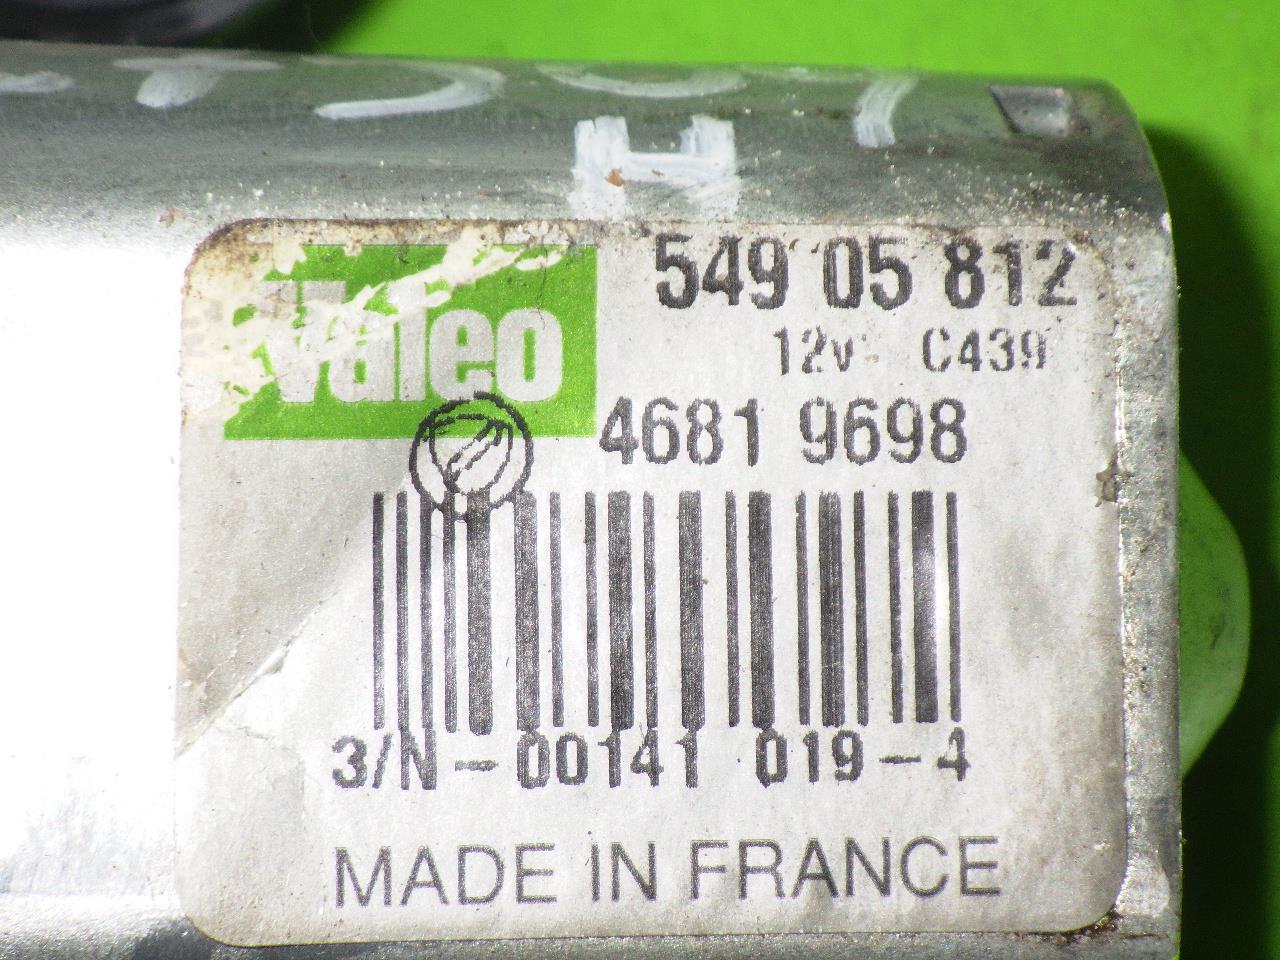 H
Valeo
549 05 812
12v C439
4681 9698
3/N-00141 019-4
MADE IN FRANCE